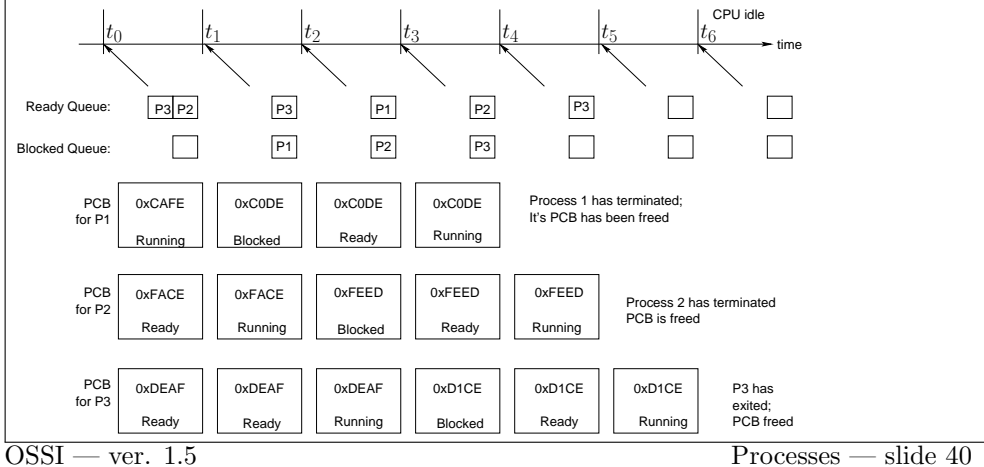 CPU idle
t0 t1 t2 t3 t4 t5 t6
time
Ready Queue: P3 P2 P3 P1 P2 P3
Blocked Queue: P1 P2 P3
PCB for P1
0xCAFE 0xC0DE 0xC0DE 0xC0DE
Running Blocked Ready Running
Process 1 has terminated;
It's PCB has been freed
PCB for P2
0xFACE 0xFACE 0xFEED 0xFEED 0xFEED
Ready Running Blocked Ready Running
Process 2 has terminated
PCB is freed
PCB for P3
0xDEAF 0xDEAF 0xDEAF 0xD1CE 0xD1CE 0xD1CE
Ready Ready Running Blocked Ready Running
P3 has
exited;
PCB freed
OSSI — ver. 1.5 Processes — slide 40